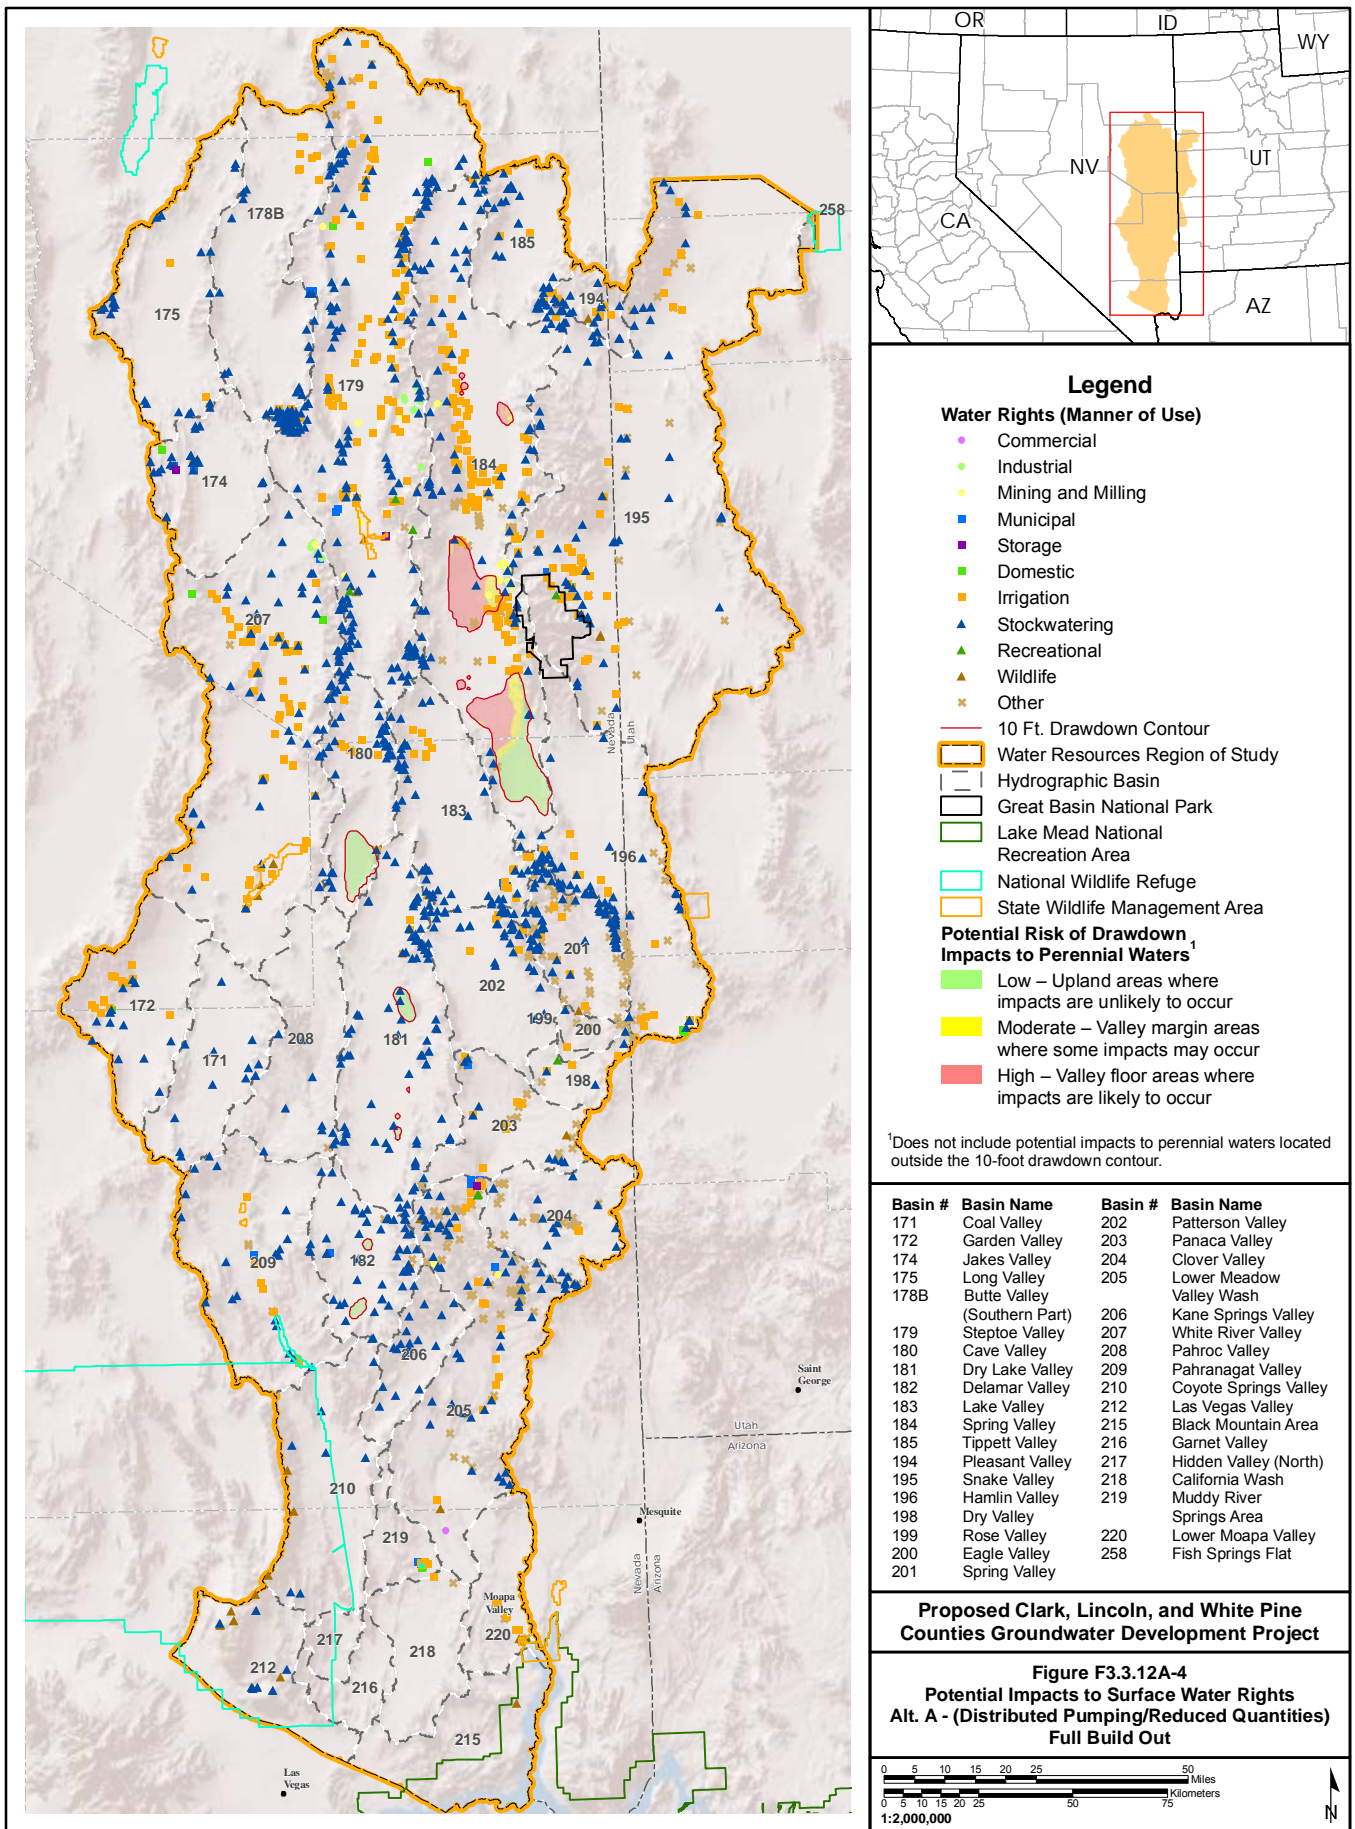 OR
ID
WY
NV
UT
CA
AZ
258
178B
185
194
175
179
184
174
195
207
180
183
196
201
202
172
199
200
208
181
171
198
203
204
209
182
206
205
210
219
217
218
220
212
216
215
Nevada
Utah
Saint
George
Utah
Arizona
Mesquite
Nevada
Arizona
Moapa
Valley
Las
Vegas
Legend
Water Rights (Manner of Use)
Commercial
Industrial
Mining and Milling
Municipal
Storage
Domestic
Irrigation
Stockwatering
Recreational
Wildlife
Other
10 Ft. Drawdown Contour
Water Resources Region of Study
Hydrographic Basin
Great Basin National Park
Lake Mead National
Recreation Area
National Wildlife Refuge
State Wildlife Management Area
Potential Risk of Drawdown
Impacts to Perennial Waters1
Low – Upland areas where
impacts are unlikely to occur
Moderate – Valley margin areas
where some impacts may occur
High – Valley floor areas where
impacts are likely to occur
1Does not include potential impacts to perennial waters located
outside the 10-foot drawdown contour.
Basin # Basin Name Basin # Basin Name
171 Coal Valley 202 Patterson Valley
172 Garden Valley 203 Panaca Valley
174 Jakes Valley 204 Clover Valley
175 Long Valley 205 Lower Meadow
178B Butte Valley Valley Wash
(Southern Part) 206 Kane Springs Valley
179 Steptoe Valley 207 White River Valley
180 Cave Valley 208 Pahroc Valley
181 Dry Lake Valley 209 Pahranagat Valley
182 Delamar Valley 210 Coyote Springs Valley
183 Lake Valley 212 Las Vegas Valley
184 Spring Valley 215 Black Mountain Area
185 Tippett Valley 216 Garnet Valley
194 Pleasant Valley 217 Hidden Valley (North)
195 Snake Valley 218 California Wash
196 Hamlin Valley 219 Muddy River
198 Dry Valley Springs Area
199 Rose Valley 220 Lower Moapa Valley
200 Eagle Valley 258 Fish Springs Flat
201 Spring Valley
Proposed Clark, Lincoln, and White Pine
Counties Groundwater Development Project
Figure F3.3.12A-4
Potential Impacts to Surface Water Rights
Alt. A - (Distributed Pumping/Reduced Quantities)
Full Build Out
0 5 10 15 20 25 50
Miles
Kilometers
0 5 10 15 20 25 50 75
1:2,000,000
N